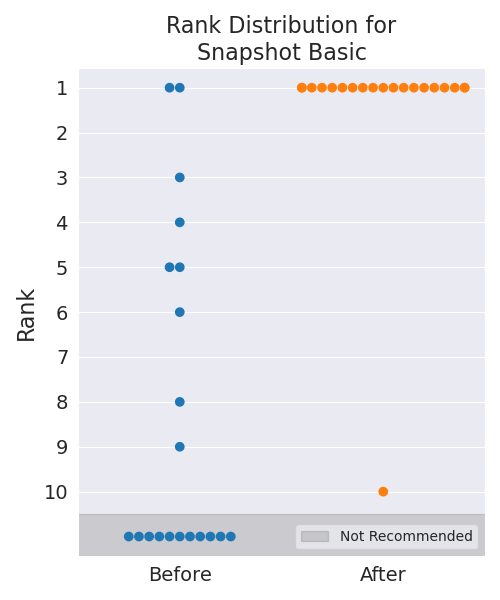 Rank Distribution for
Snapshot Basic
Rank
1
2
3
4
5
6
7
8
9
10
Not Recommended
Before
After